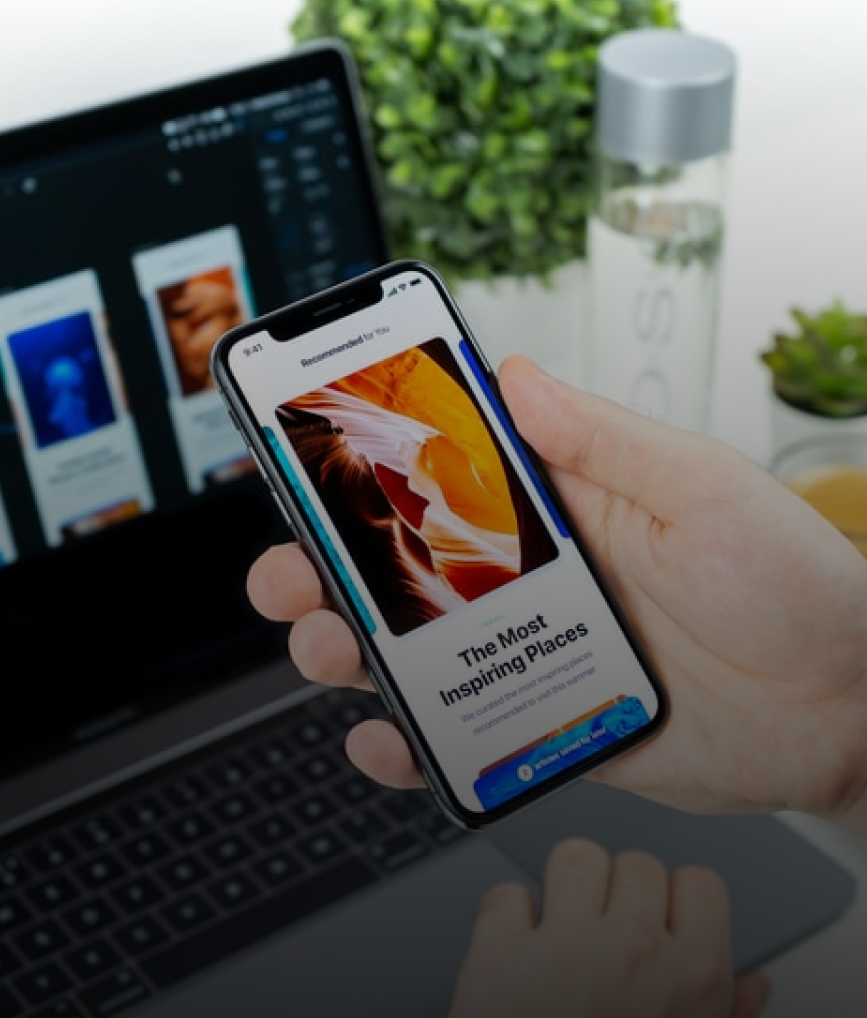 9:41
Recommended for You
TRAVEL
The Most
Inspiring Places
We curated the most inspiring places
recommended to visit this summer
2 articles saved for later